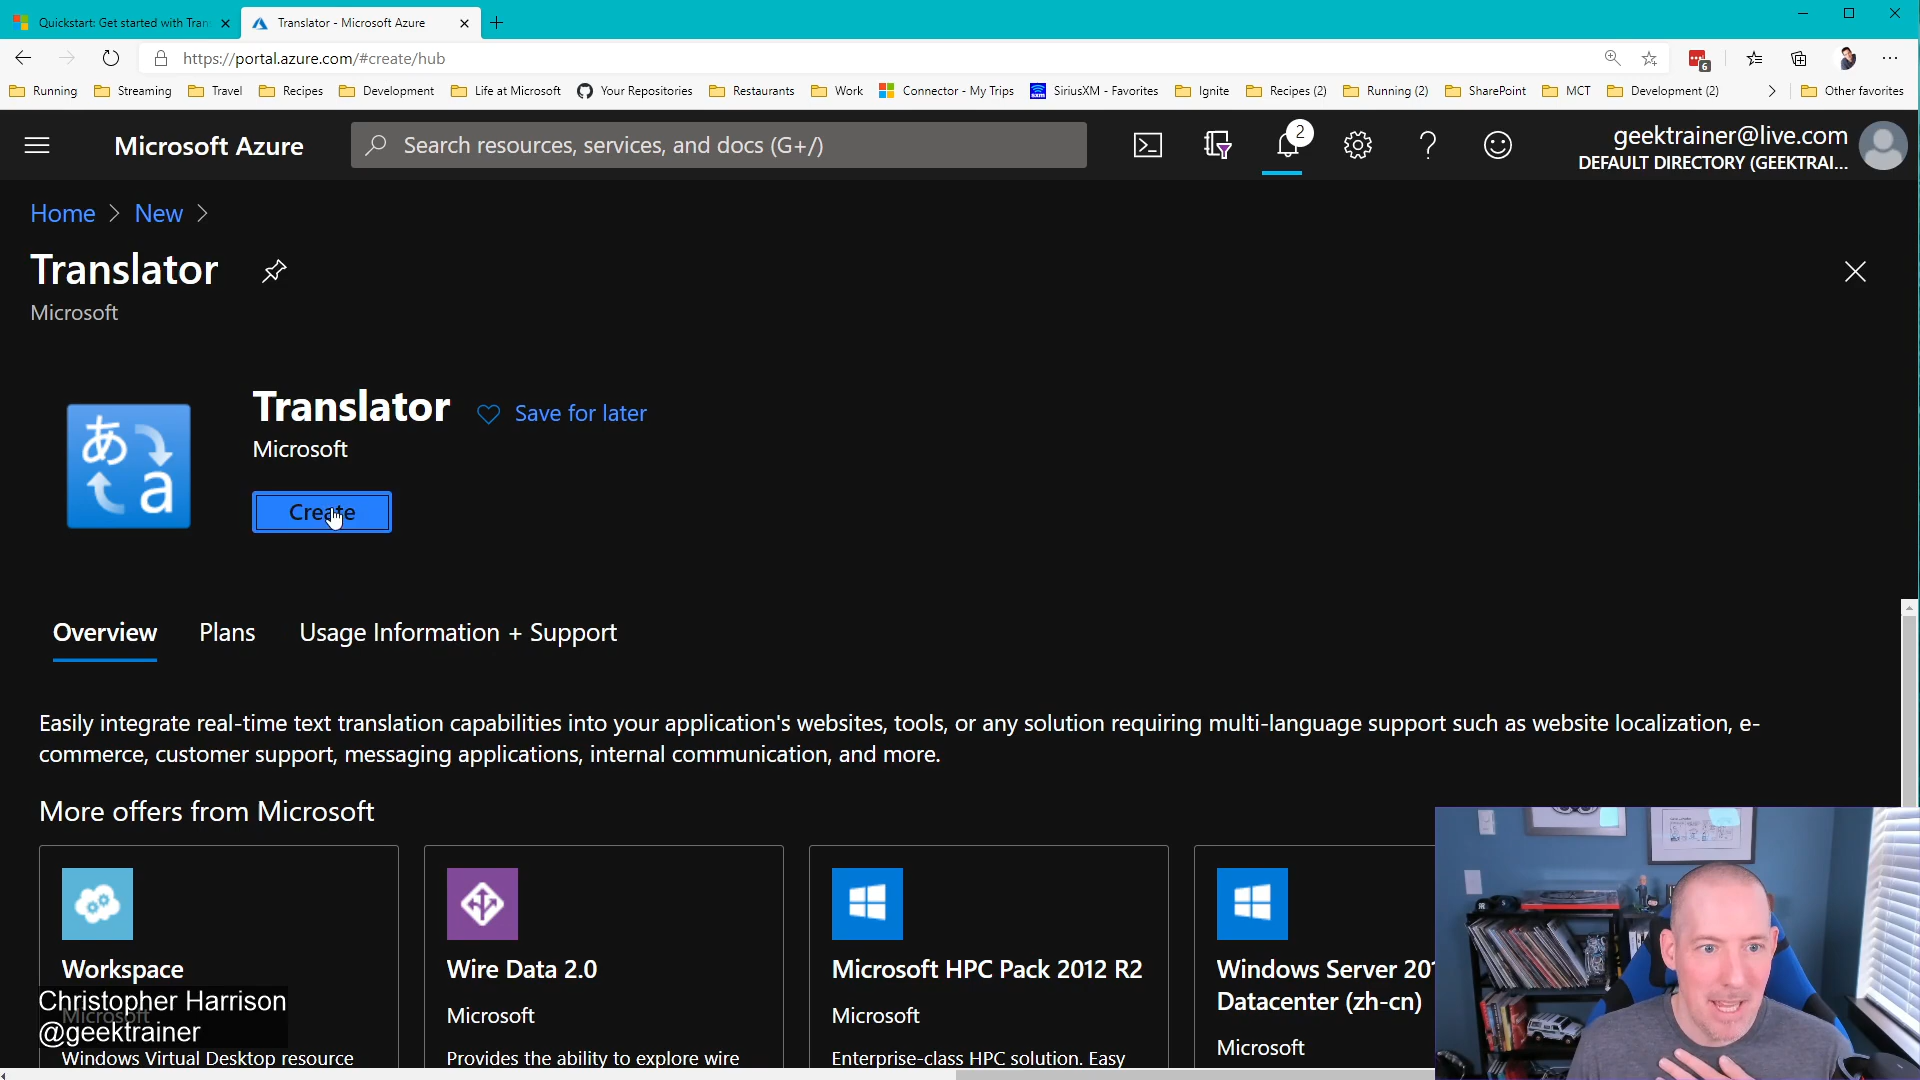 Quickstart: Get started with Tran
Translator - Microsoft Azure
https://portal.azure.com/#create/hub
6
Running
Streaming
Travel
Recipes
Development
Life at Microsoft
Your Repositories
Restaurants
Work
Connector - My Trips
SiriusXM - Favorites
Ignite
Recipes (2)
Running (2)
SharePoint
MCT
Development (2)
Other favorites
Microsoft Azure
Search resources, services, and docs (G+/)
2
geektrainer@live.com
DEFAULT DIRECTORY (GEEKTRAI...
Home > New >
Translator
Microsoft
あ a
Translator
Save for later
Microsoft
Create
Overview
Plans
Usage Information + Support
Easily integrate real-time text translation capabilities into your application's websites, tools, or any solution requiring multi-language support such as website localization, e-
commerce, customer support, messaging applications, internal communication, and more.
More offers from Microsoft
Workspace
Microsoft
Windows Virtual Desktop resource
Wire Data 2.0
Microsoft
Provides the ability to explore wire
Microsoft HPC Pack 2012 R2
Microsoft
Enterprise-class HPC solution. Easy
Windows Server 201
Datacenter (zh-cn)
Microsoft
Christopher Harrison
@geektrainer